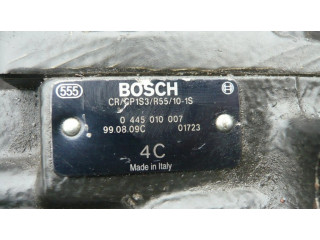 555 BOSCH
CR/CP1S3/R55/10-1S
0 445 010 007
99.08.09C 01723
4C
Made in Italy